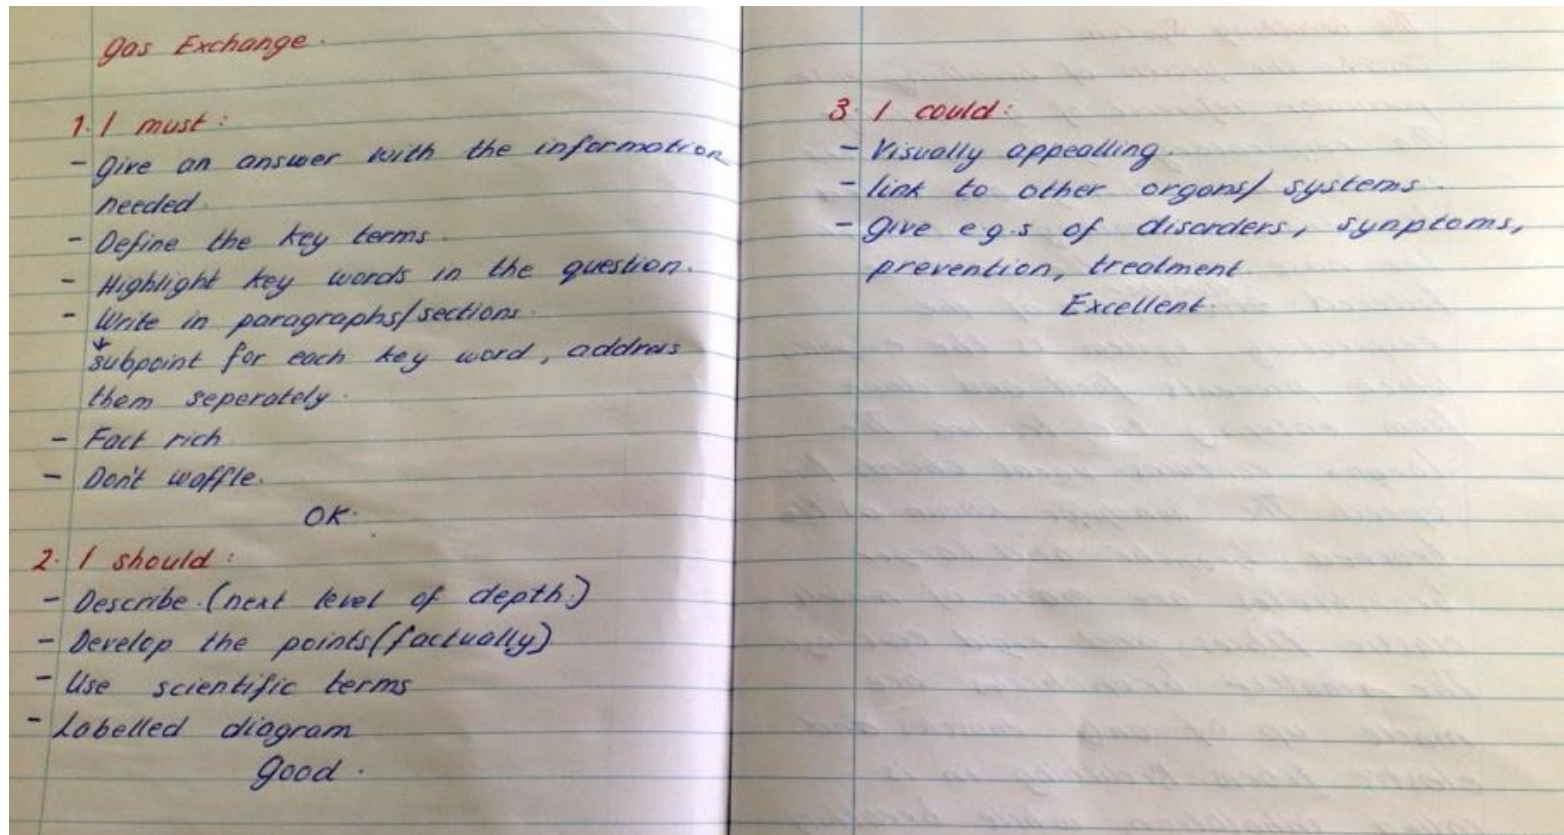 Gas Exchange.
1. I must:
- Give an answer with the information
needed.
- Define the key terms.
- Highlight key words in the question.
- Write in paragraphs/sections.
subpoint for each key word, address
them seperately.
- Fact rich
- Don't waffle.
OK.
2. I should:
- Describe. (next level of depth.)
- Develop the points (factually)
- Use scientific terms
- Labelled diagram
Good.
3. I could:
- Visually appealling.
- link to other organs/systems.
- give e.g.s of disorders, symptoms,
prevention, treatment.
Excellent.